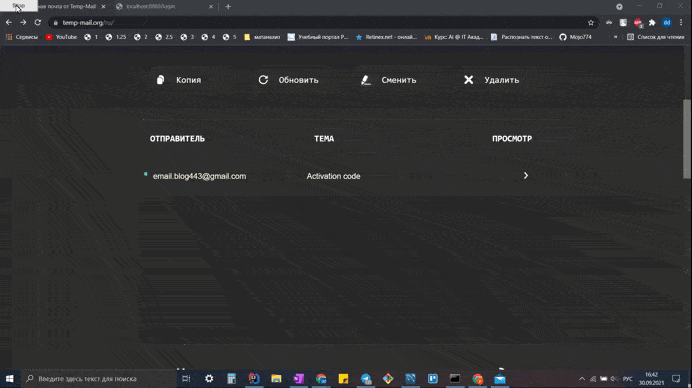 ная почта от Temp-Mail
localhost:8080/login
temp-mail.org/ru/
Сервисы YouTube 1 1.25 2 2.5 3 4 5 матанализ Учебный портал Р... Retinex.net - онлай... Курс: AI @ IT Акад... Распознать текст о... Mojo774 » Список для чтения
Копия Обновить Сменить Удалить
ОТПРАВИТЕЛЬ ТЕМА ПРОСМОТР
email.blog443@gmail.com Activation code
Введите здесь текст для поиска
РУС
16:42
30.09.2021